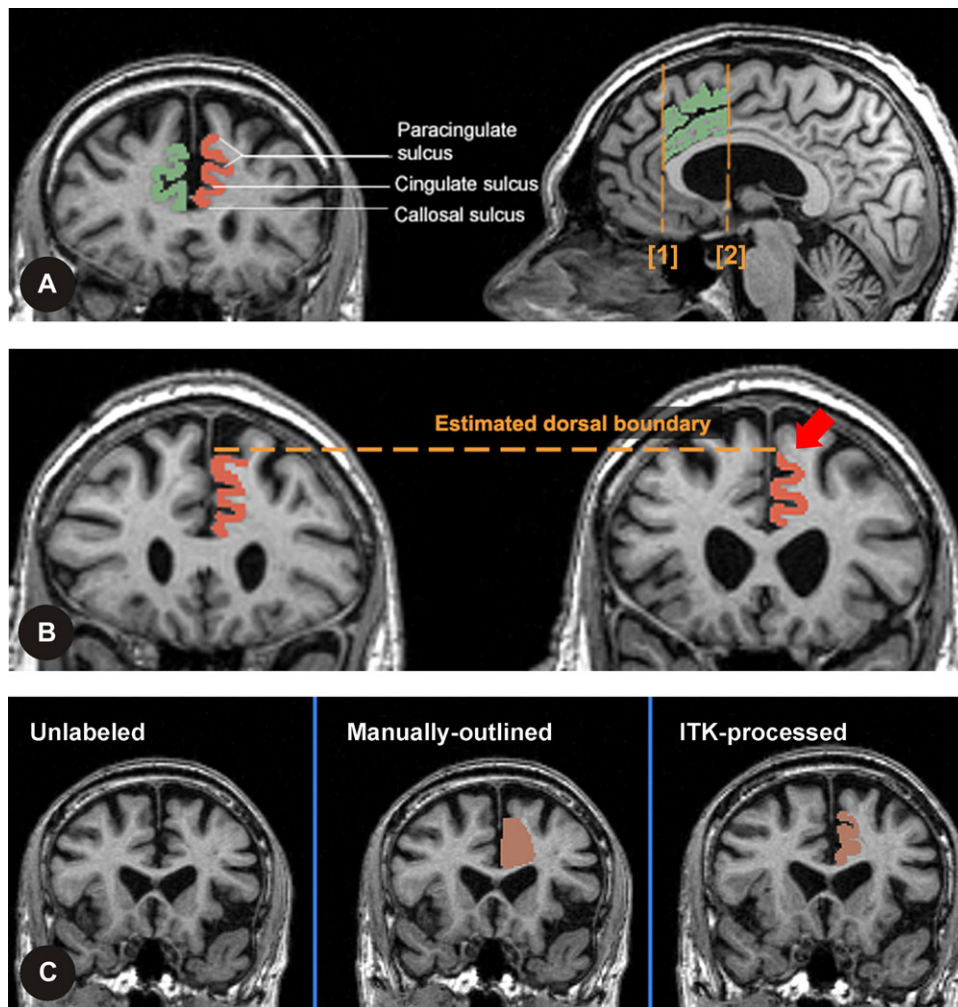 Paracingulate
sulcus
Cingulate sulcus
Callosal sulcus
[1] [2]
A
Estimated dorsal boundary
B
Unlabeled Manually-outlined ITK-processed
C